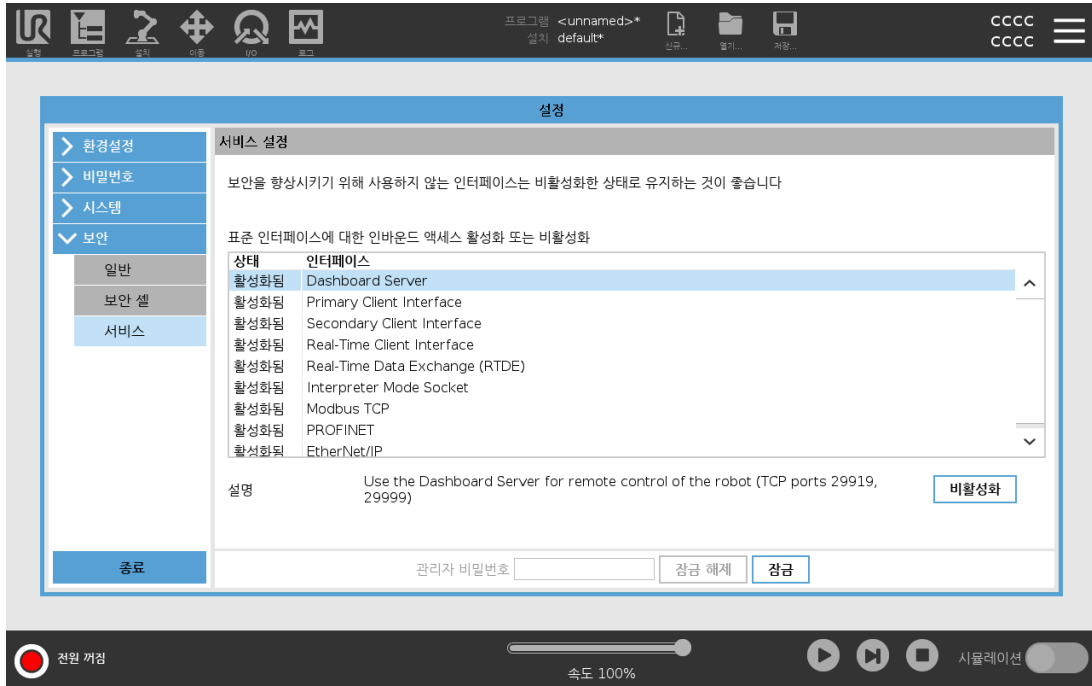 UR
프로그램 <unnamed>*
설치 default*
cccc
cccc
실행 프로그램 설치 이동 I/O 로그 신규... 열기... 저장...
설정
환경설정
비밀번호
시스템
보안
일반
보안 셸
서비스
종료
서비스 설정
보안을 향상시키기 위해 사용하지 않는 인터페이스는 비활성화한 상태로 유지하는 것이 좋습니다
표준 인터페이스에 대한 인바운드 액세스 활성화 또는 비활성화
상태 인터페이스
활성화됨 Dashboard Server
활성화됨 Primary Client Interface
활성화됨 Secondary Client Interface
활성화됨 Real-Time Client Interface
활성화됨 Real-Time Data Exchange (RTDE)
활성화됨 Interpreter Mode Socket
활성화됨 Modbus TCP
활성화됨 PROFINET
활성화됨 EtherNet/IP
설명 Use the Dashboard Server for remote control of the robot (TCP ports 29919,
29999)
비활성화
관리자 비밀번호 잠금 해제 잠금
전원 꺼짐
속도 100%
시뮬레이션